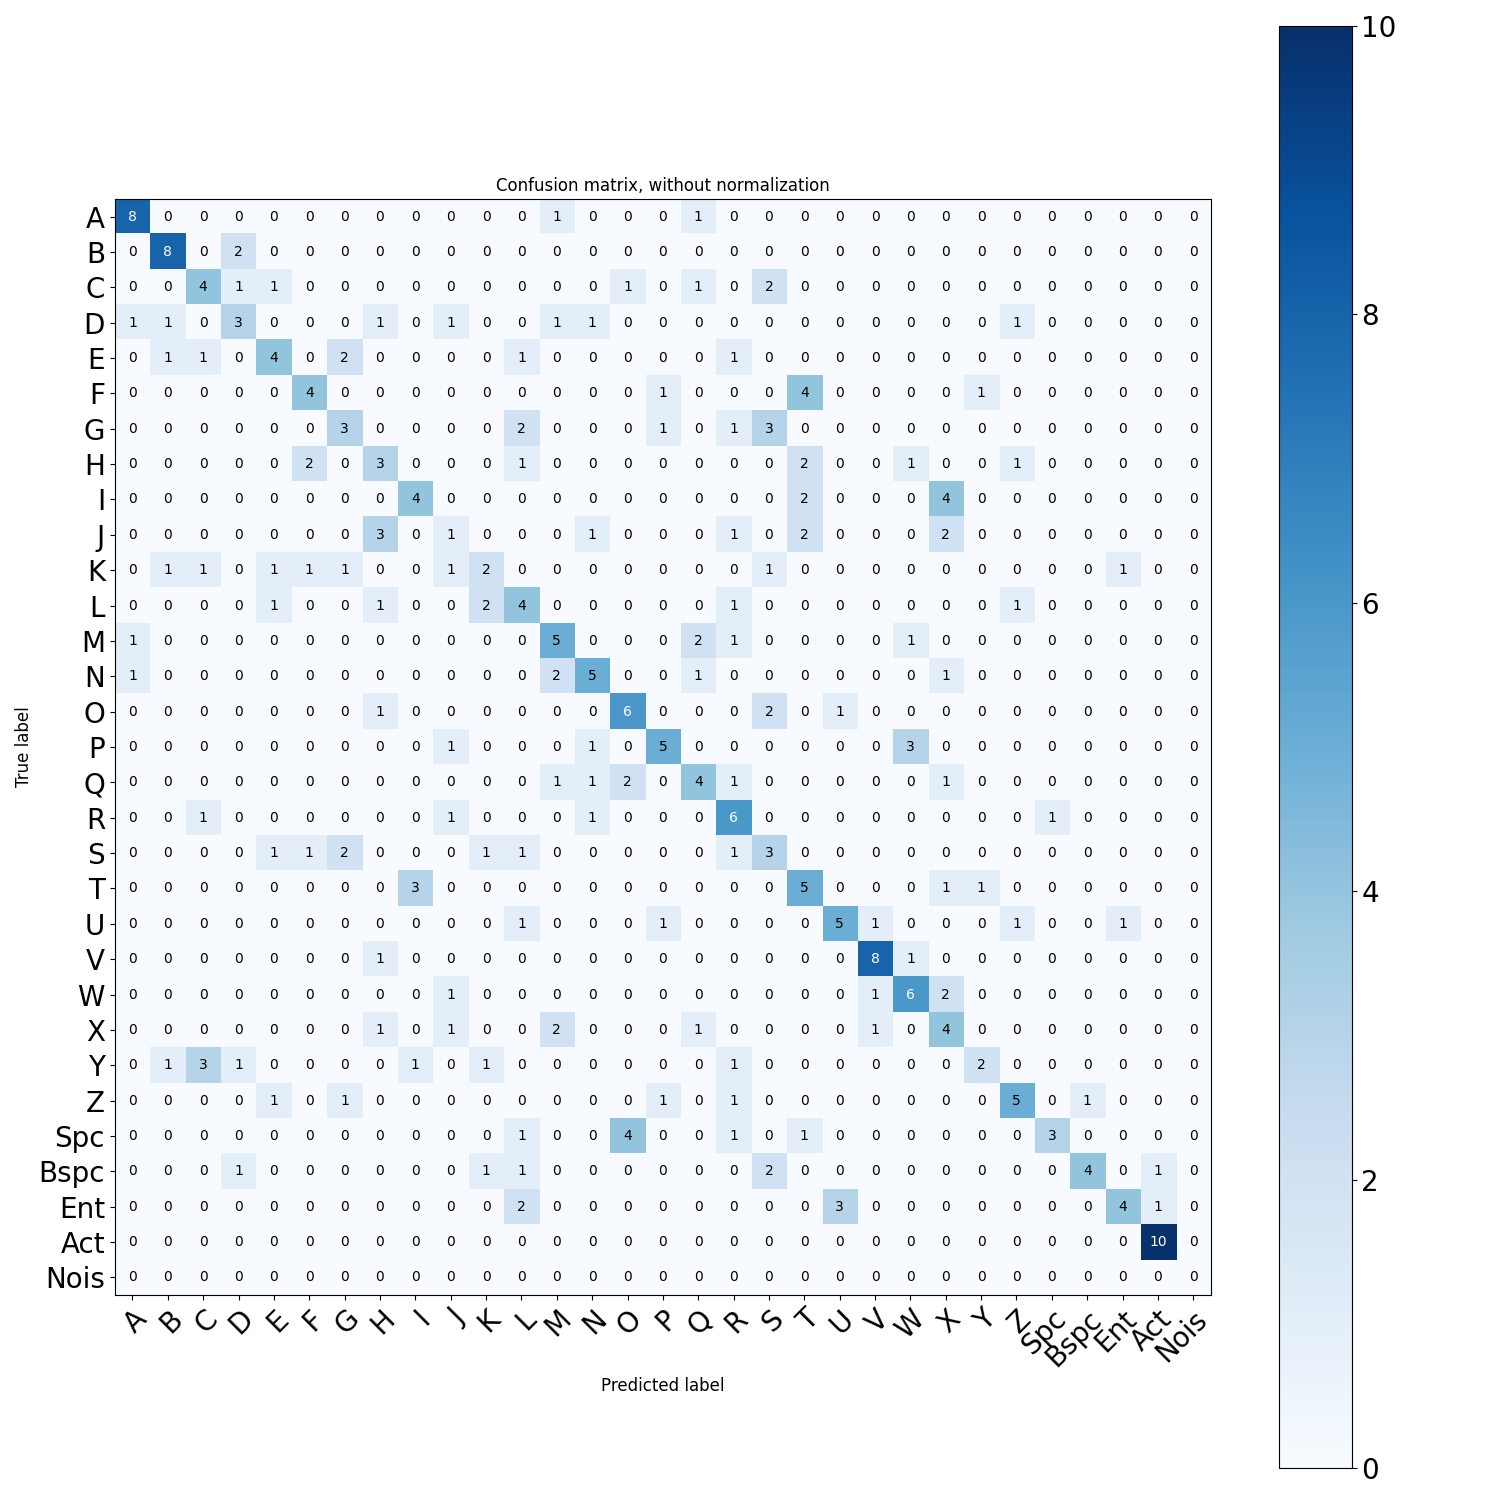 10
Confusion matrix, without normalization
A 8 0 0 0 0 0 0 0 0 0 0 0 1 0 0 0 1 0 0 0 0 0 0 0 0 0 0 0 0 0 0
B 0 8 0 2 0 0 0 0 0 0 0 0 0 0 0 0 0 0 0 0 0 0 0 0 0 0 0 0 0 0 0
C 0 0 4 1 1 0 0 0 0 0 0 0 0 0 1 0 1 0 2 0 0 0 0 0 0 0 0 0 0 0 0
D 1 1 0 3 0 0 0 1 0 1 0 0 1 1 0 0 0 0 0 0 0 0 0 0 0 1 0 0 0 0 0
8
E 0 1 1 0 4 0 2 0 0 0 0 1 0 0 0 0 0 1 0 0 0 0 0 0 0 0 0 0 0 0 0
F 0 0 0 0 0 4 0 0 0 0 0 0 0 0 0 1 0 0 0 4 0 0 0 0 1 0 0 0 0 0 0
G 0 0 0 0 0 0 3 0 0 0 0 2 0 0 0 1 0 1 3 0 0 0 0 0 0 0 0 0 0 0 0
H 0 0 0 0 0 2 0 3 0 0 0 1 0 0 0 0 0 0 0 2 0 0 1 0 0 1 0 0 0 0 0
I 0 0 0 0 0 0 0 0 4 0 0 0 0 0 0 0 0 0 0 2 0 0 0 4 0 0 0 0 0 0 0
J 0 0 0 0 0 0 0 3 0 1 0 0 0 1 0 0 0 1 0 2 0 0 0 2 0 0 0 0 0 0 0
K 0 1 1 0 1 1 1 0 0 1 2 0 0 0 0 0 0 0 1 0 0 0 0 0 0 0 0 0 1 0 0
L 0 0 0 0 1 0 0 1 0 0 2 4 0 0 0 0 0 1 0 0 0 0 0 0 0 1 0 0 0 0 0
6
M 1 0 0 0 0 0 0 0 0 0 0 0 5 0 0 0 2 1 0 0 0 0 1 0 0 0 0 0 0 0 0
N 1 0 0 0 0 0 0 0 0 0 0 0 2 5 0 0 1 0 0 0 0 0 0 1 0 0 0 0 0 0 0
O 0 0 0 0 0 0 0 1 0 0 0 0 0 0 6 0 0 0 2 0 1 0 0 0 0 0 0 0 0 0 0
P 0 0 0 0 0 0 0 0 0 1 0 0 0 1 0 5 0 0 0 0 0 0 3 0 0 0 0 0 0 0 0
True label
Q 0 0 0 0 0 0 0 0 0 0 0 0 1 1 2 0 4 1 0 0 0 0 0 1 0 0 0 0 0 0 0
R 0 0 1 0 0 0 0 0 0 1 0 0 0 1 0 0 0 6 0 0 0 0 0 0 0 0 1 0 0 0 0
S 0 0 0 0 1 1 2 0 0 0 1 1 0 0 0 0 0 1 3 0 0 0 0 0 0 0 0 0 0 0 0
T 0 0 0 0 0 0 0 0 3 0 0 0 0 0 0 0 0 0 0 5 0 0 0 1 1 0 0 0 0 0 0
4
U 0 0 0 0 0 0 0 0 0 0 0 1 0 0 0 1 0 0 0 0 5 1 0 0 0 1 0 0 1 0 0
V 0 0 0 0 0 0 0 1 0 0 0 0 0 0 0 0 0 0 0 0 0 8 1 0 0 0 0 0 0 0 0
W 0 0 0 0 0 0 0 0 0 1 0 0 0 0 0 0 0 0 0 0 0 1 6 2 0 0 0 0 0 0 0
X 0 0 0 0 0 0 0 1 0 1 0 0 2 0 0 0 1 0 0 0 0 1 0 4 0 0 0 0 0 0 0
Y 0 1 3 1 0 0 0 0 1 0 1 0 0 0 0 0 0 1 0 0 0 0 0 0 2 0 0 0 0 0 0
Z 0 0 0 0 1 0 1 0 0 0 0 0 0 0 0 1 0 1 0 0 0 0 0 0 0 5 0 1 0 0 0
Spc 0 0 0 0 0 0 0 0 0 0 0 1 0 0 4 0 0 1 0 1 0 0 0 0 0 0 3 0 0 0 0
Bspc 0 0 0 1 0 0 0 0 0 0 1 1 0 0 0 0 0 0 2 0 0 0 0 0 0 0 0 4 0 1 0
2
Ent 0 0 0 0 0 0 0 0 0 0 0 2 0 0 0 0 0 0 0 0 3 0 0 0 0 0 0 0 4 1 0
Act 0 0 0 0 0 0 0 0 0 0 0 0 0 0 0 0 0 0 0 0 0 0 0 0 0 0 0 0 0 10 0
Nois 0 0 0 0 0 0 0 0 0 0 0 0 0 0 0 0 0 0 0 0 0 0 0 0 0 0 0 0 0 0 0
A B C D E F G H I J K L M N O P Q R S T U V W X Y Z Spc Bspc Ent Act Nois
Predicted label
0